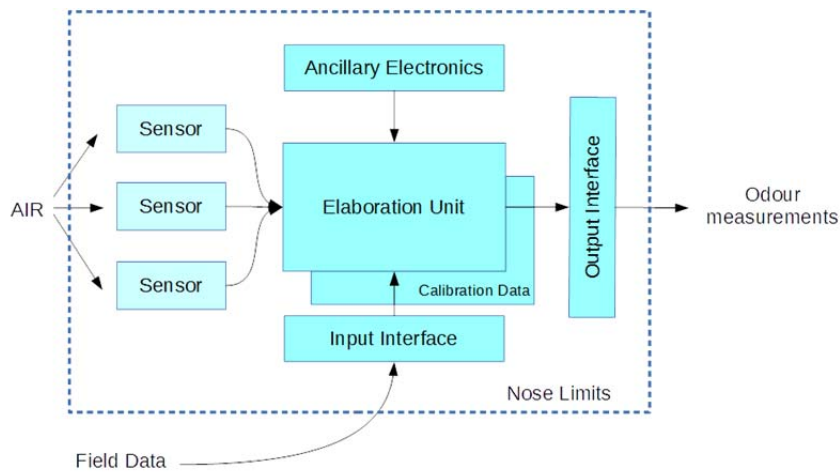 Ancillary Electronics
Sensor
Sensor
Sensor
AIR
Elaboration Unit
Calibration Data
Input Interface
Output Interface
Odour
measurements
Nose Limits
Field Data